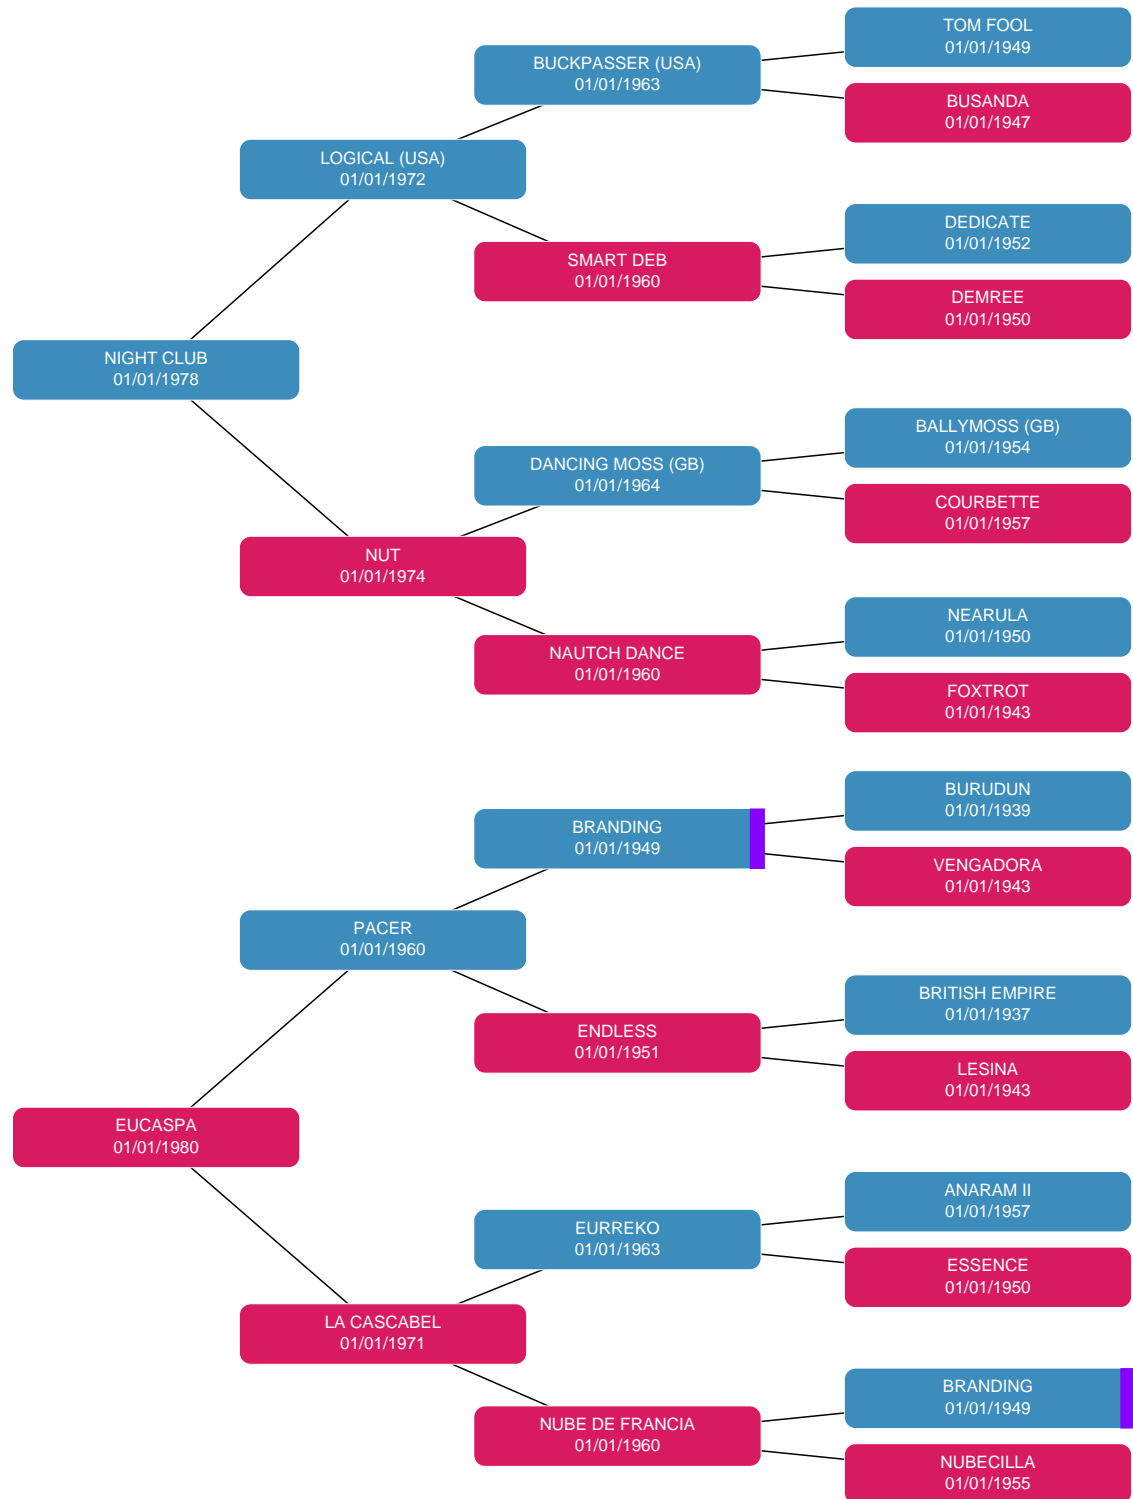 TOM FOOL
01/01/1949
BUCKPASSER (USA)
01/01/1963
BUSANDA
01/01/1947
LOGICAL (USA)
01/01/1972
DEDICATE
01/01/1952
SMART DEB
01/01/1960
DEMREE
01/01/1950
NIGHT CLUB
01/01/1978
BALLYMOSS (GB)
01/01/1954
DANCING MOSS (GB)
01/01/1964
COURBETTE
01/01/1957
NUT
01/01/1974
NEARULA
01/01/1950
NAUTCH DANCE
01/01/1960
FOXTROT
01/01/1943
BURUDUN
01/01/1939
BRANDING
01/01/1949
VENGADORA
01/01/1943
PACER
01/01/1960
BRITISH EMPIRE
01/01/1937
ENDLESS
01/01/1951
LESINA
01/01/1943
EUCASPA
01/01/1980
ANARAM II
01/01/1957
EURREKO
01/01/1963
ESSENCE
01/01/1950
LA CASCABEL
01/01/1971
BRANDING
01/01/1949
NUBE DE FRANCIA
01/01/1960
NUBECILLA
01/01/1955